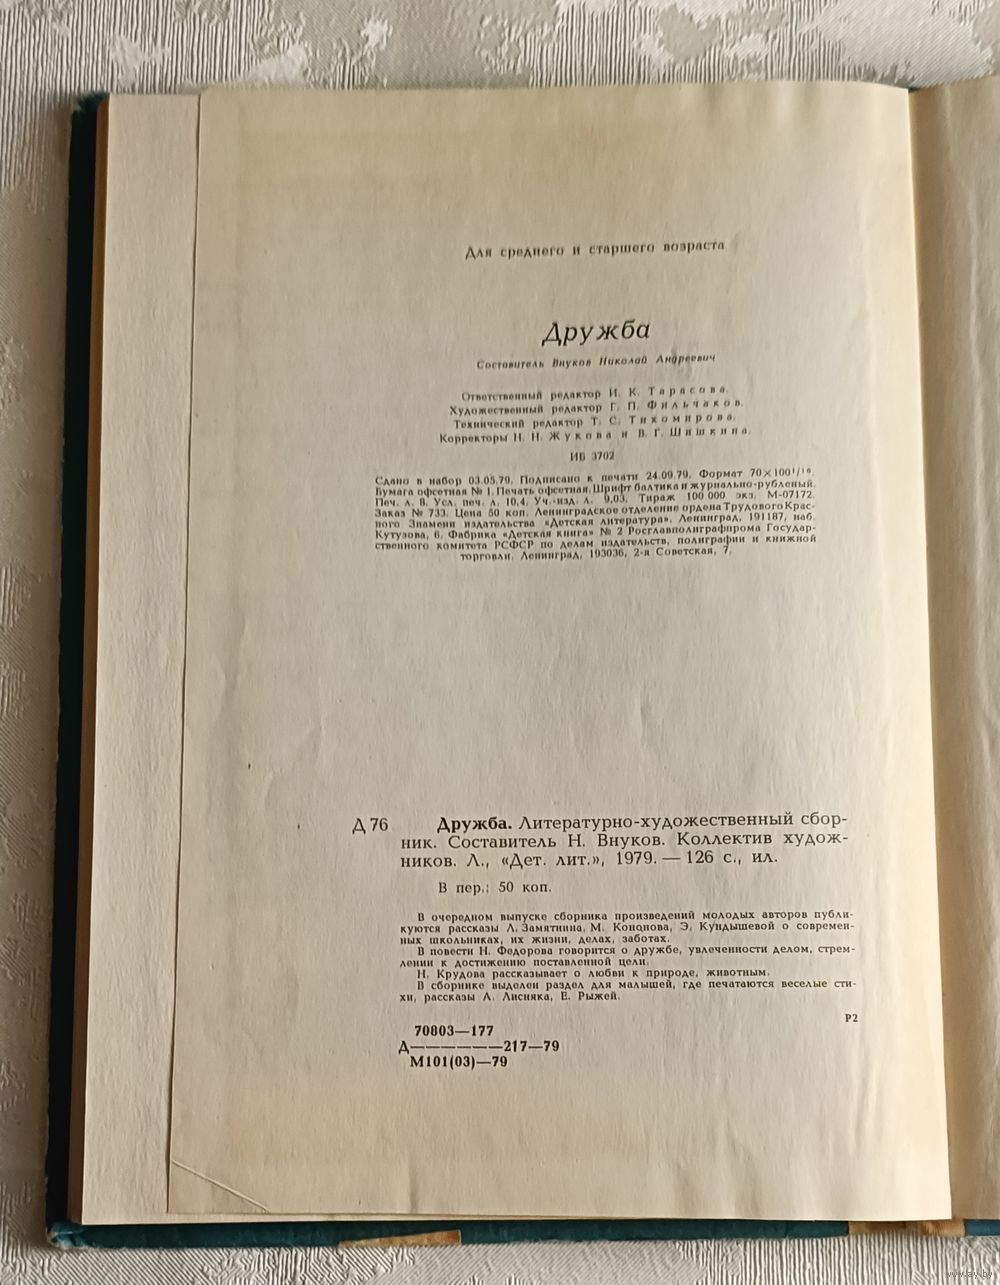 Для среднего и старшего возраста
Дружба
Составитель Внуков Николай Андреевич
Ответственный редактор И. К. Тарасова.
Художественный редактор Г. П. Фильчаков.
Технический редактор Т. С. Тихомирова.
Корректоры Н. Н. Жукова и В. Г. Шишкина.
ИБ 3702
Сдано в набор 03.05.79. Подписано к печати 24.09.79. Формат 70×100¹/₁₆.
Бумага офсетная № 1. Печать офсетная. Шрифт балтика и журнально-рубленый.
Печ. л. 8. Усл. печ. л. 10,4. Уч.-изд. л. 9,03. Тираж 100 000 экз. М-07172.
Заказ № 733. Цена 50 коп. Ленинградское отделение ордена Трудового Крас-
ного Знамени издательства «Детская литература». Ленинград, 191187, наб.
Кутузова, 6. Фабрика «Детская книга» № 2 Росглавполиграфпрома Государ-
ственного комитета РСФСР по делам издательств, полиграфии и книжной
торговли. Ленинград, 193036, 2-я Советская, 7.
Д 76 Дружба. Литературно-художественный сбор-
ник. Составитель Н. Внуков. Коллектив худож-
ников. Л., «Дет. лит.», 1979. — 126 с., ил.
В пер.: 50 коп.
В очередном выпуске сборника произведений молодых авторов публи-
куются рассказы Л. Замятнина, М. Кононова, Э. Кундышевой о современ-
ных школьниках, их жизни, делах, заботах.
В повести Н. Федорова говорится о дружбе, увлеченности делом, стрем-
лении к достижению поставленной цели.
Н. Крудова рассказывает о любви к природе, животным.
В сборнике выделен раздел для малышей, где печатаются веселые сти-
хи, рассказы А. Лисняка, Е. Рыжей.
Р2
70803—177
Д——————217—79
М101(03)—79
www.ay.by